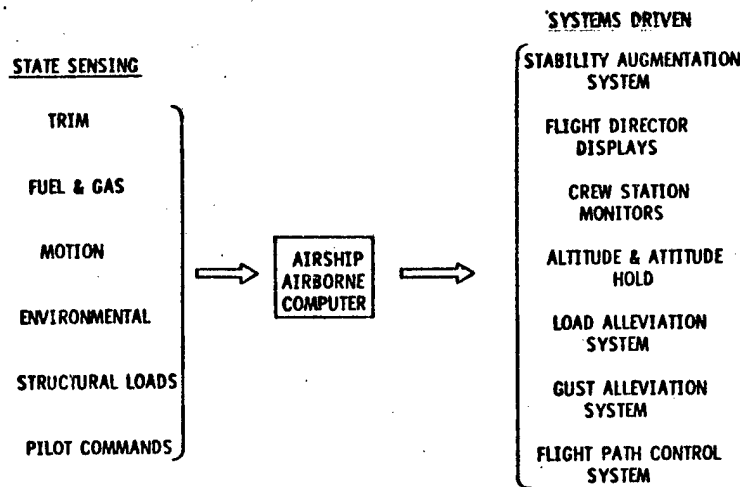 STATE SENSING
TRIM
FUEL & GAS
MOTION
ENVIRONMENTAL
STRUCTURAL LOADS
PILOT COMMANDS
AIRSHIP
AIRBORNE
COMPUTER
SYSTEMS DRIVEN
STABILITY AUGMENTATION
SYSTEM
FLIGHT DIRECTOR
DISPLAYS
CREW STATION
MONITORS
ALTITUDE & ATTITUDE
HOLD
LOAD ALLEVIATION
SYSTEM
GUST ALLEVIATION
SYSTEM
FLIGHT PATH CONTROL
SYSTEM